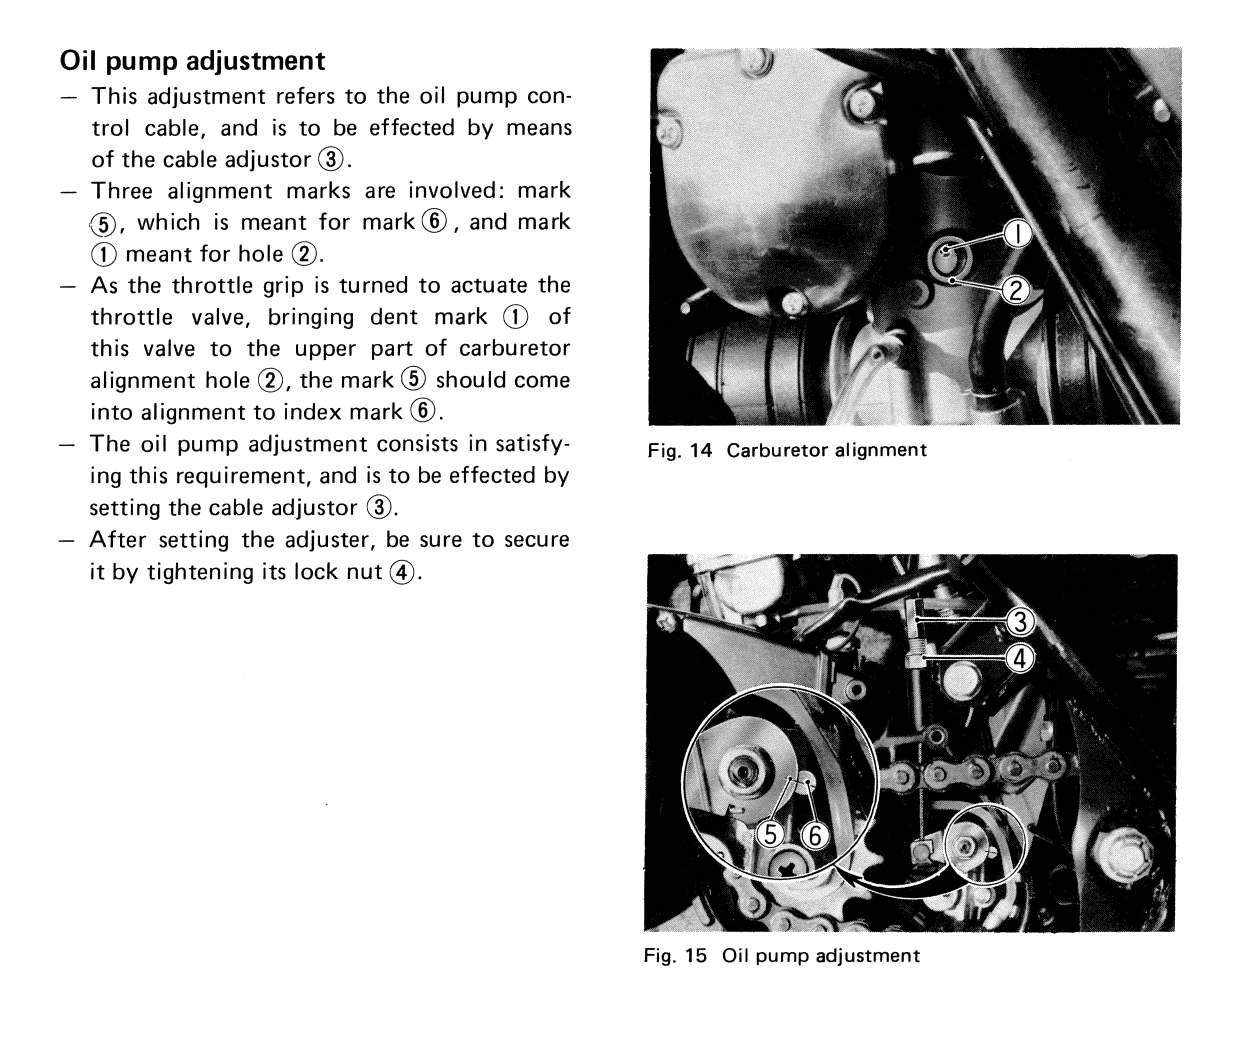 Oil pump adjustment
— This adjustment refers to the oil pump con-
trol cable, and is to be effected by means
of the cable adjustor ③.
— Three alignment marks are involved: mark
⑤, which is meant for mark ⑥, and mark
① meant for hole ②.
— As the throttle grip is turned to actuate the
throttle valve, bringing dent mark ① of
this valve to the upper part of carburetor
alignment hole ②, the mark ⑤ should come
into alignment to index mark ⑥.
— The oil pump adjustment consists in satisfy-
ing this requirement, and is to be effected by
setting the cable adjustor ③.
— After setting the adjuster, be sure to secure
it by tightening its lock nut ④.
①
②
Fig. 14 Carburetor alignment
③
④
⑤ ⑥
Fig. 15 Oil pump adjustment